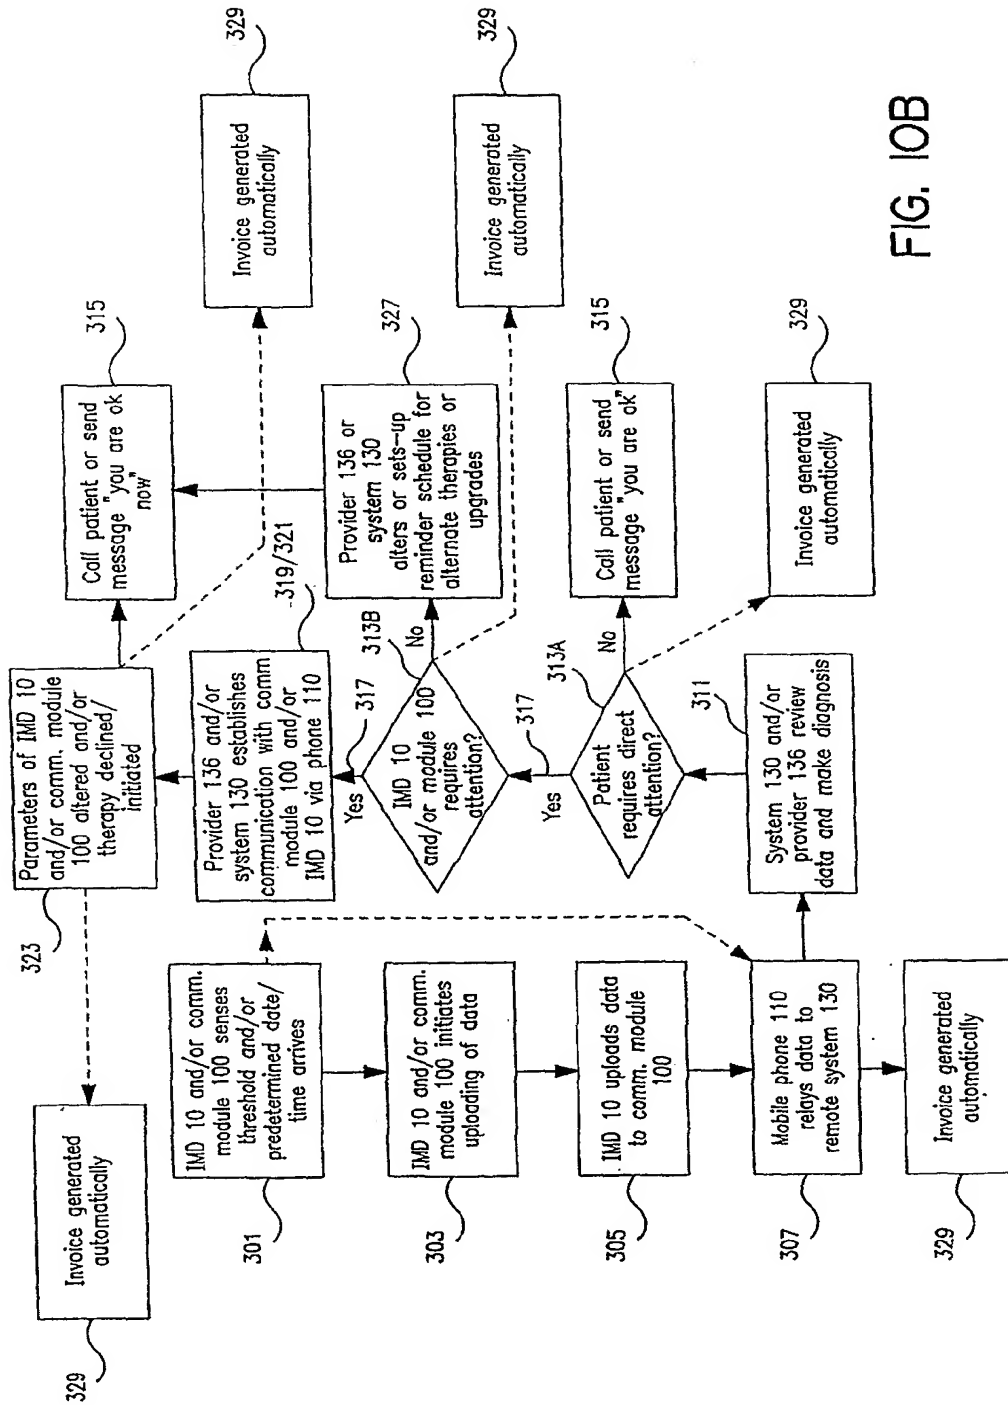 Invoice generated
automatically
329
IMD 10 and/or comm.
module 100 senses
threshold and/or
predetermined date/
time arrives
301
IMD 10 and/or comm.
module 100 initiates
uploading of data
303
IMD 10 uploads data
to comm. module
100
305
Mobile phone 110
relays data to
remote system 130
307
Invoice generated
automatically
329
System 130 and/or
provider 136 review
data and make diagnosis
311
Patient
requires direct
attention?
313A
No
Yes
317
Call patient or send
message "you are ok"
315
Invoice generated
automatically
329
IMD 10
and/or module 100
requires
attention?
313B
No
Yes
317
Provider 136 or
system 130
alters or sets-up
reminder schedule for
alternate therapies or
upgrades
327
Invoice generated
automatically
329
Provider 136 and/or
system 130 establishes
communication with comm
module 100 and/or
IMD 10 via phone 110
319/321
Parameters of IMD 10
and/or comm. module
100 altered and/or
therapy declined/
initiated
323
Call patient or send
message "you are ok
now"
315
Invoice generated
automatically
329
FIG. 10B